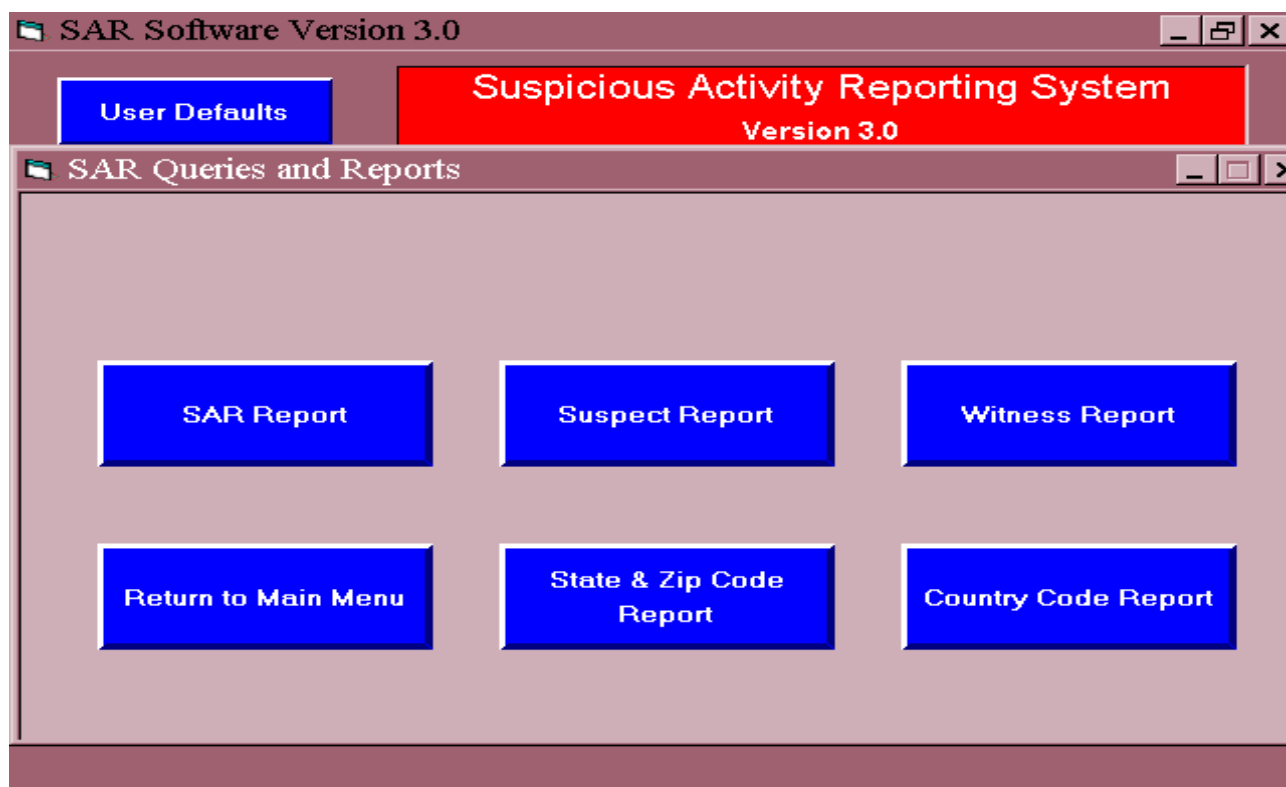 SAR Software Version 3.0
User Defaults
Suspicious Activity Reporting System
Version 3.0
SAR Queries and Reports
SAR Report
Suspect Report
Witness Report
Return to Main Menu
State & Zip Code
Report
Country Code Report